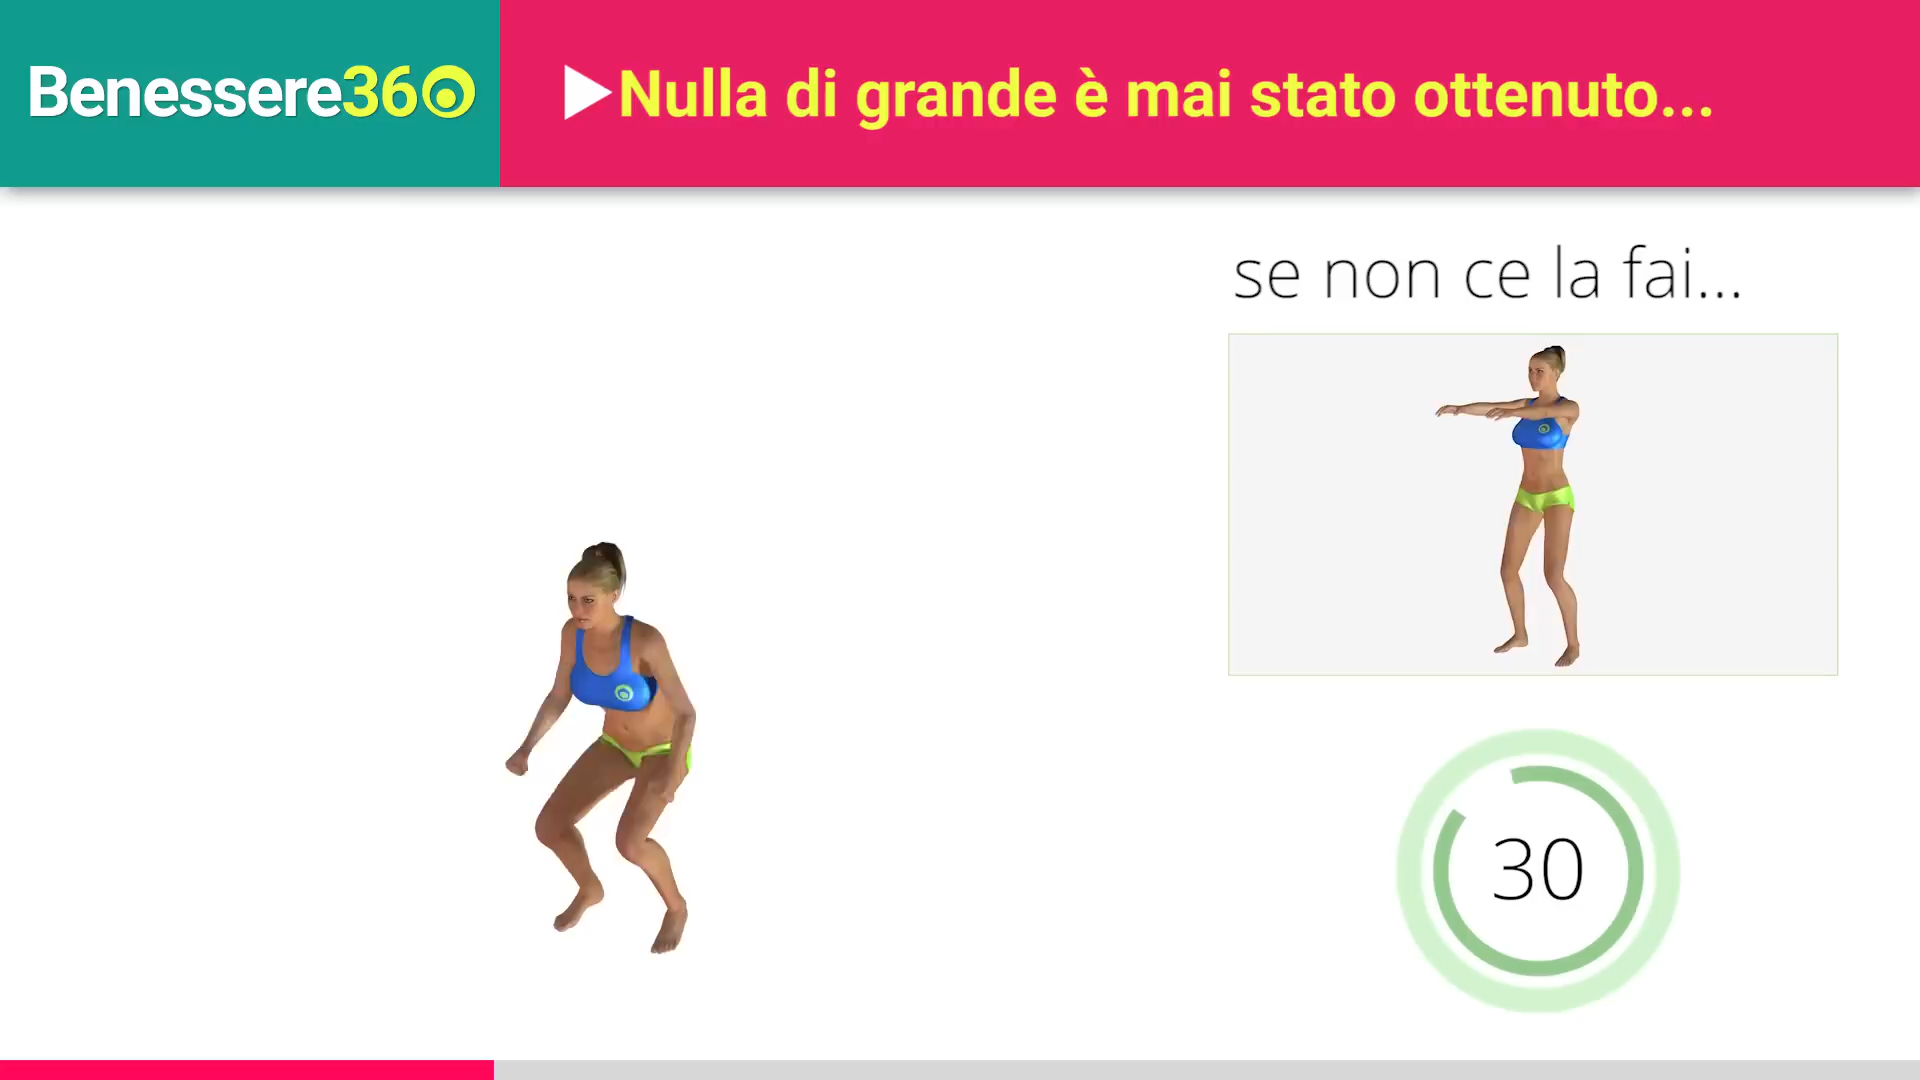 Benessere360
Nulla di grande è mai stato ottenuto...
se non ce la fai...
30